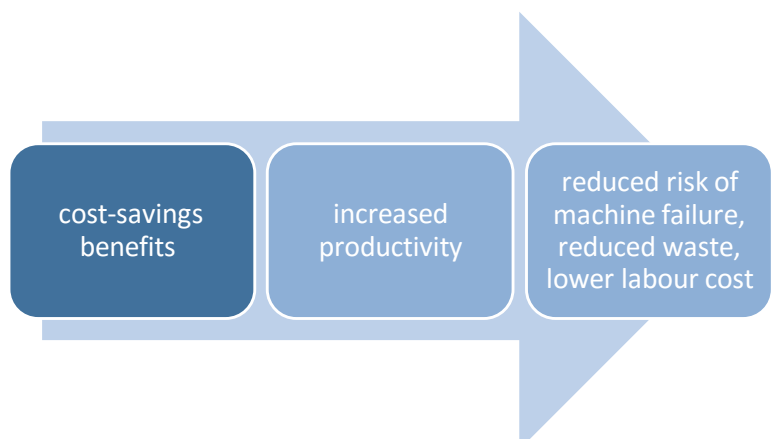 cost-savings
benefits
increased
productivity
reduced risk of
machine failure,
reduced waste,
lower labour cost